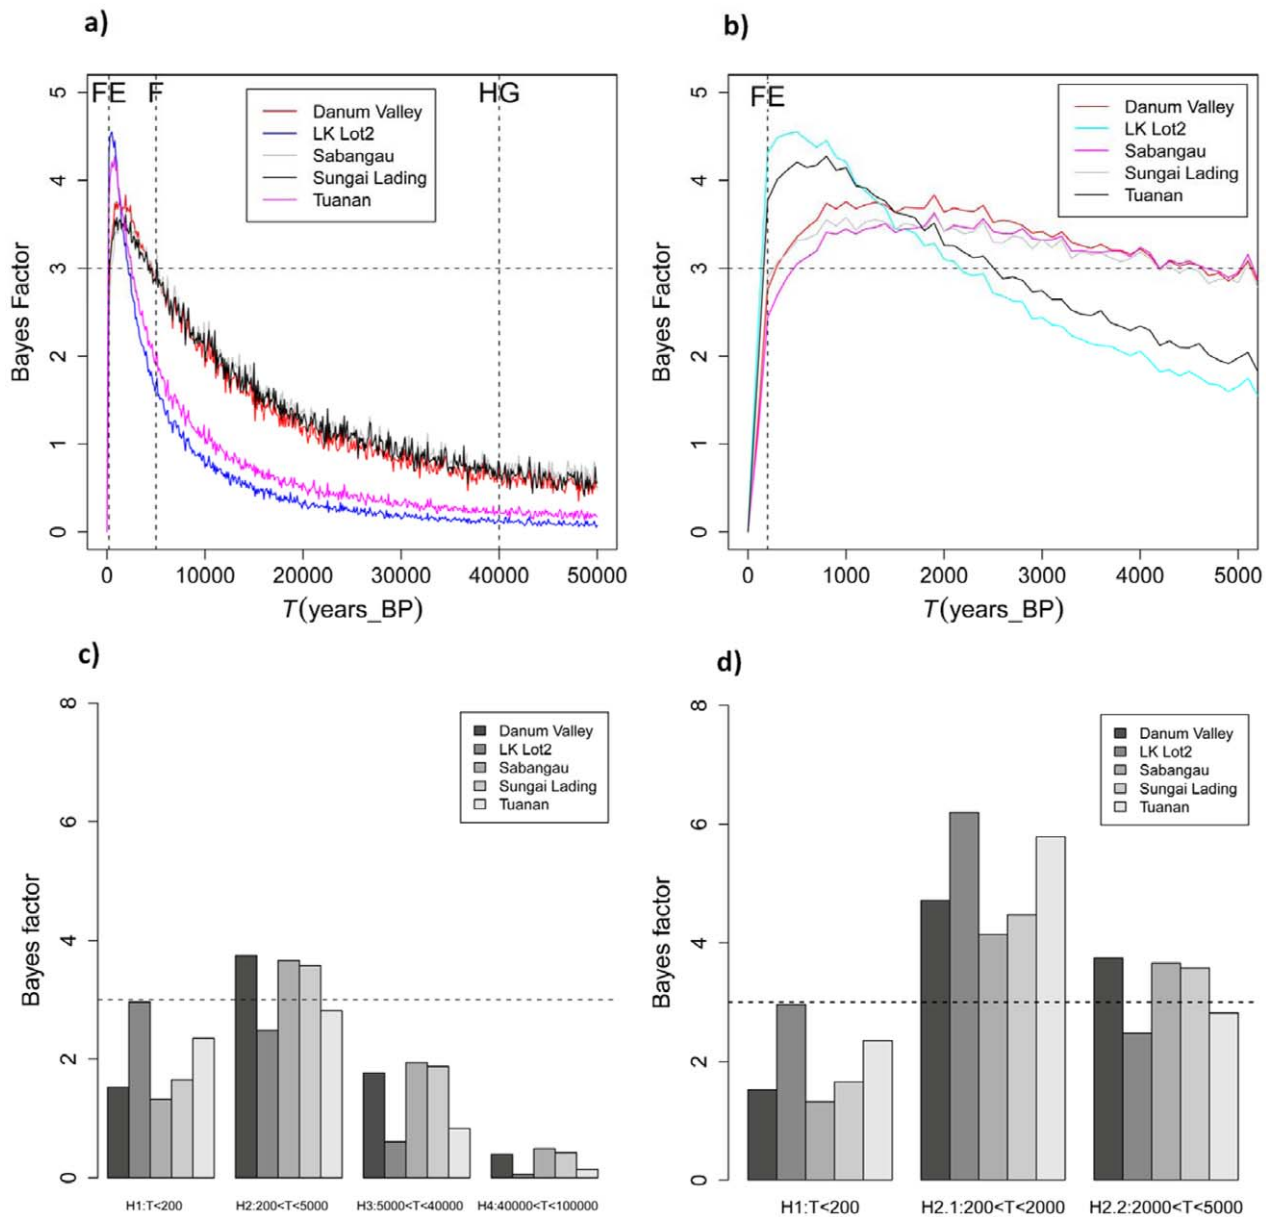 a)
FE F HG
Danum Valley
LK Lot2
Sabangau
Sungai Lading
Tuanan
Bayes Factor
5
4
3
2
1
0
0 10000 20000 30000 40000 50000
T(years_BP)
b)
FE
Danum Valley
LK Lot2
Sabangau
Sungai Lading
Tuanan
Bayes Factor
5
4
3
2
1
0
0 1000 2000 3000 4000 5000
T(years_BP)
c)
Danum Valley
LK Lot2
Sabangau
Sungai Lading
Tuanan
Bayes factor
8
6
4
2
0
H1:T<200 H2:200<T<5000 H3:5000<T<40000 H4:40000<T<100000
d)
Danum Valley
LK Lot2
Sabangau
Sungai Lading
Tuanan
Bayes factor
8
6
4
2
0
H1:T<200 H2.1:200<T<2000 H2.2:2000<T<5000